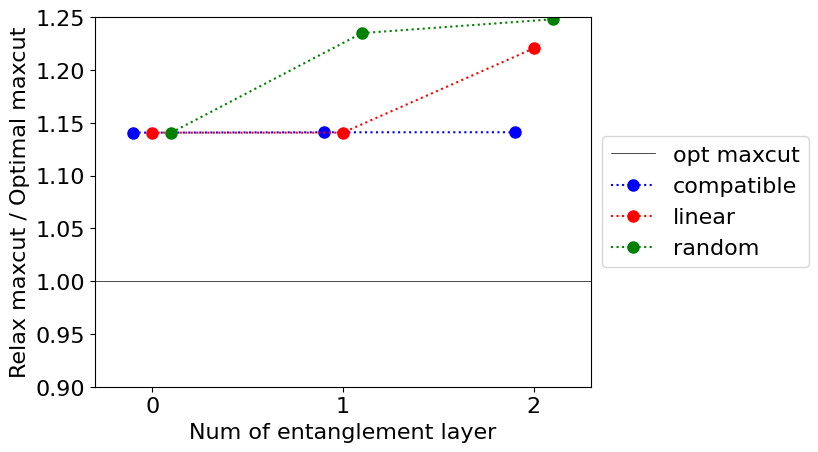 Relax maxcut / Optimal maxcut
1.25
1.20
1.15
1.10
1.05
1.00
0.95
0.90
0
1
2
Num of entanglement layer
opt maxcut
compatible
linear
random